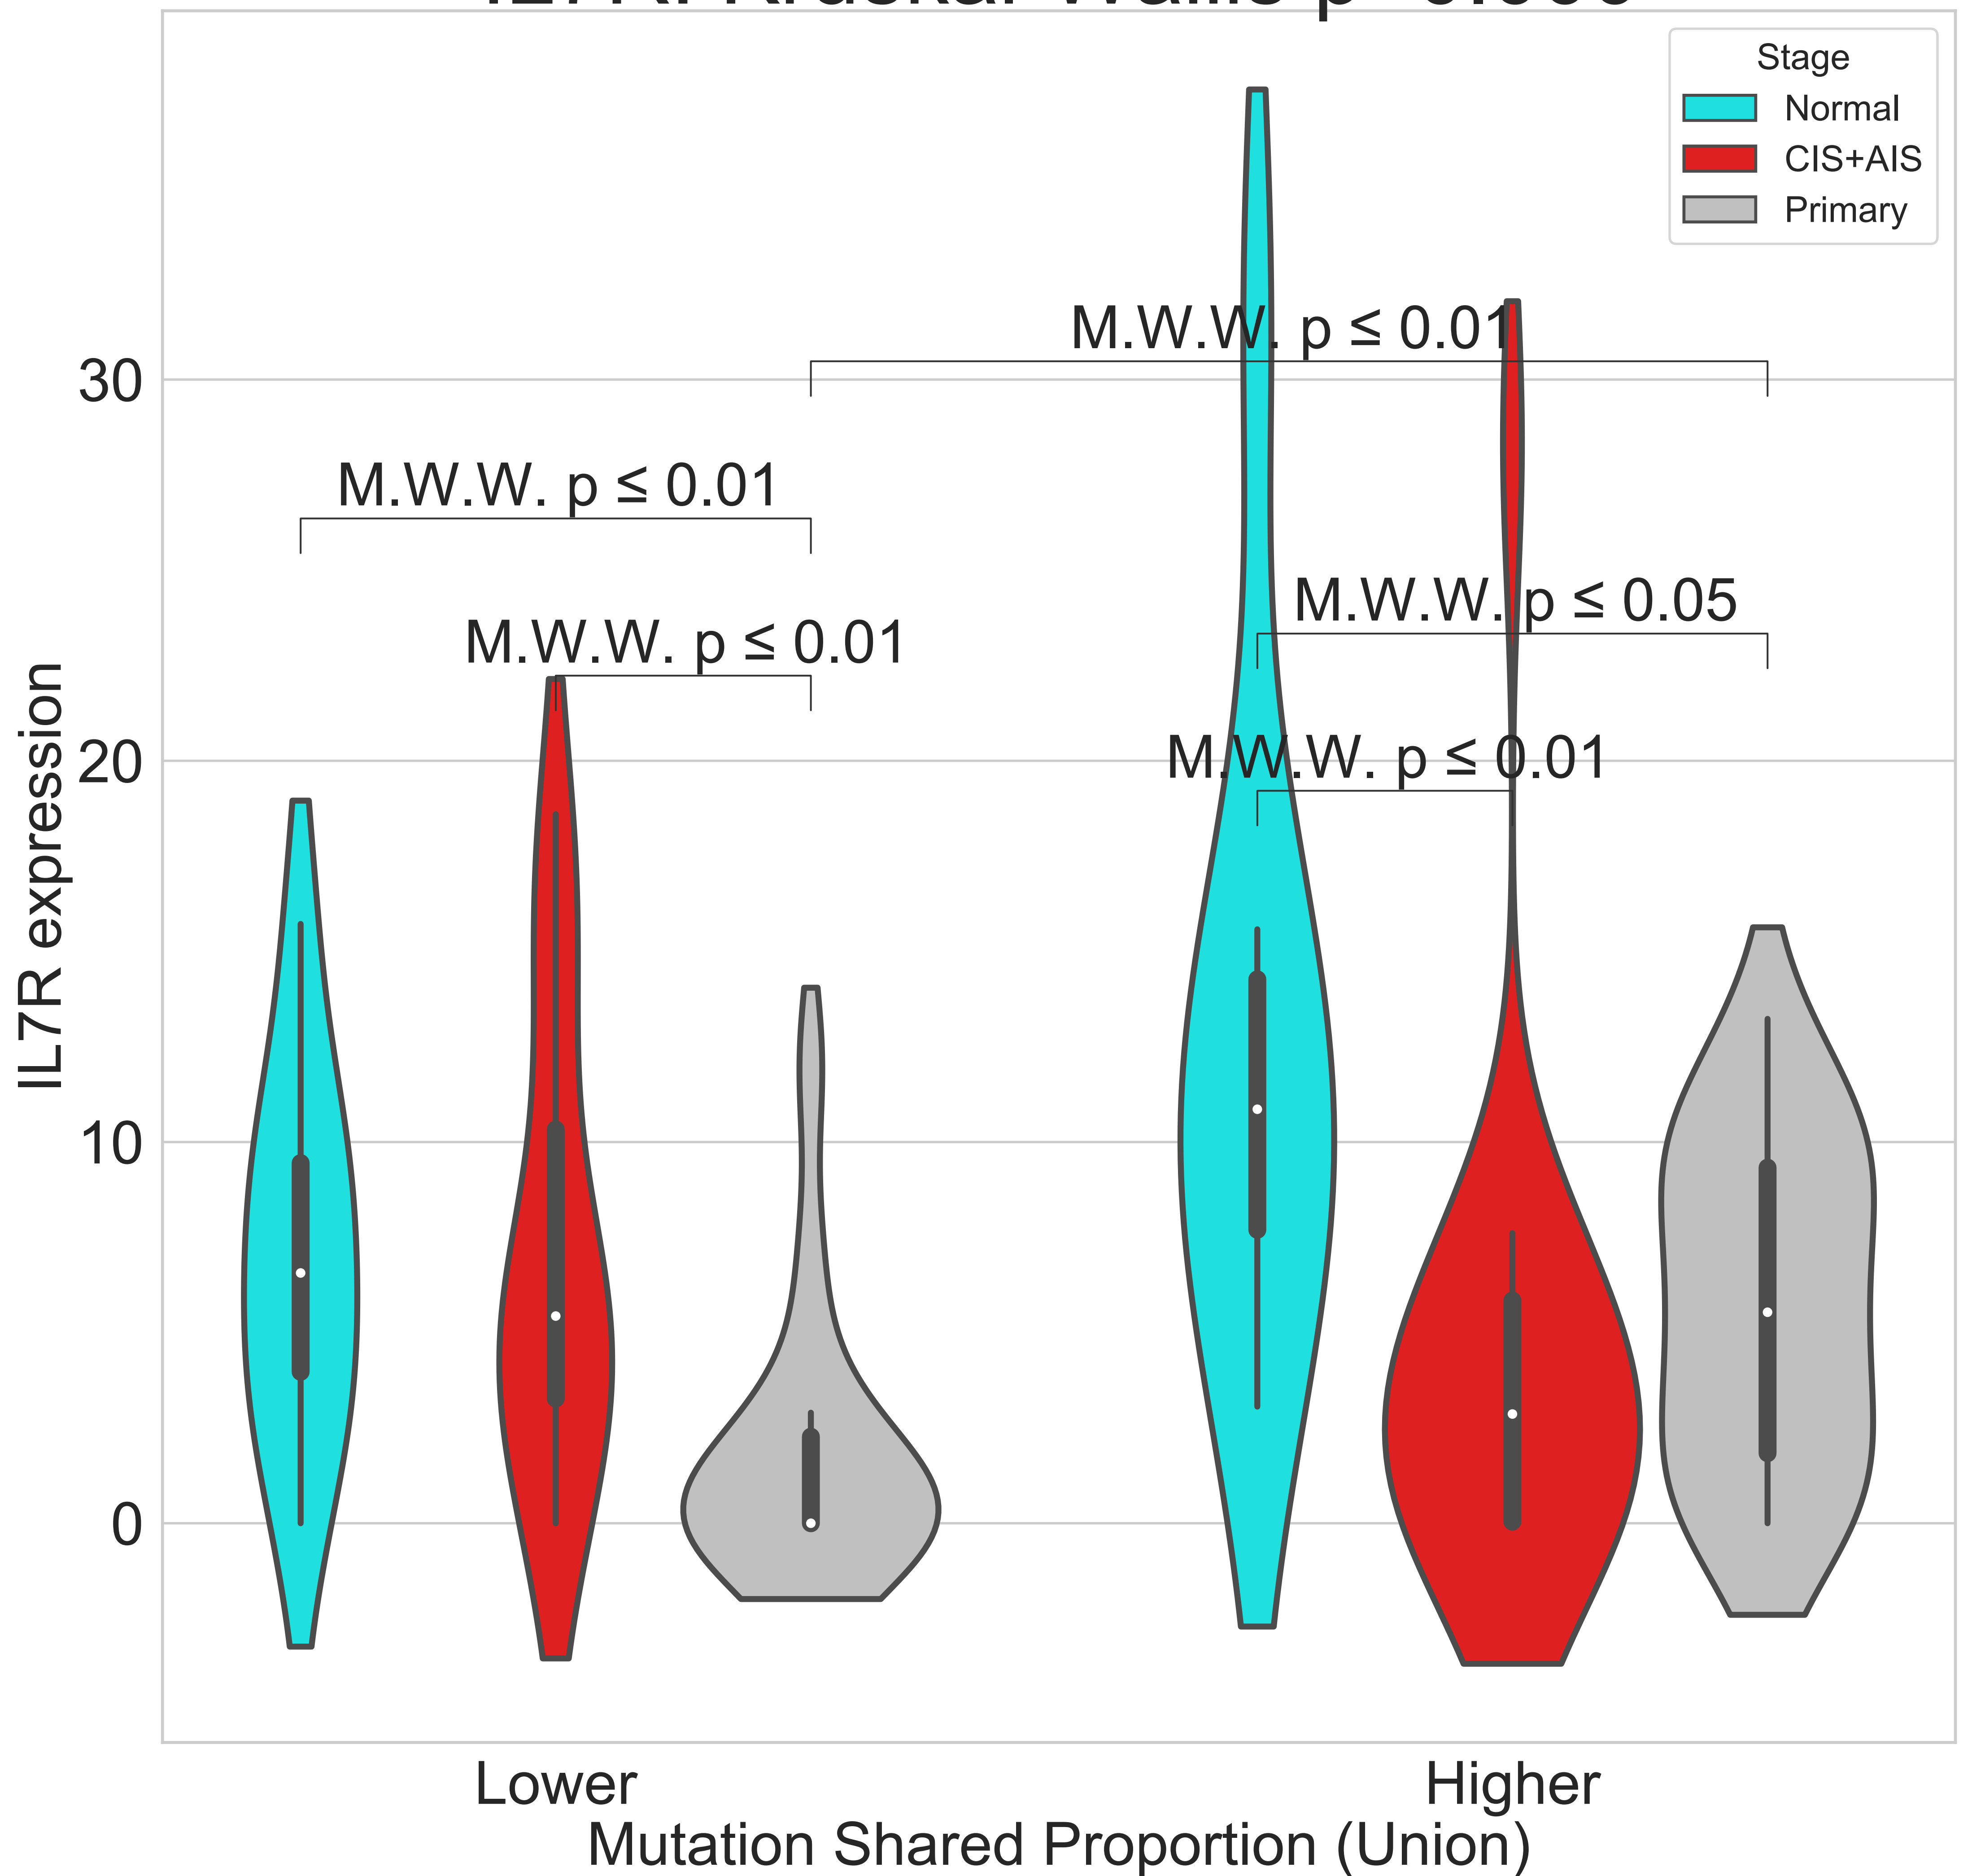 Stage
Normal
CIS+AIS
Primary
M.W.W. p ≤ 0.01
30
M.W.W. p ≤ 0.01
M.W.W. p ≤ 0.05
M.W.W. p ≤ 0.01
20
M.W.W. p ≤ 0.01
IL7R expression
10
0
Lower
Higher
Mutation Shared Proportion (Union)